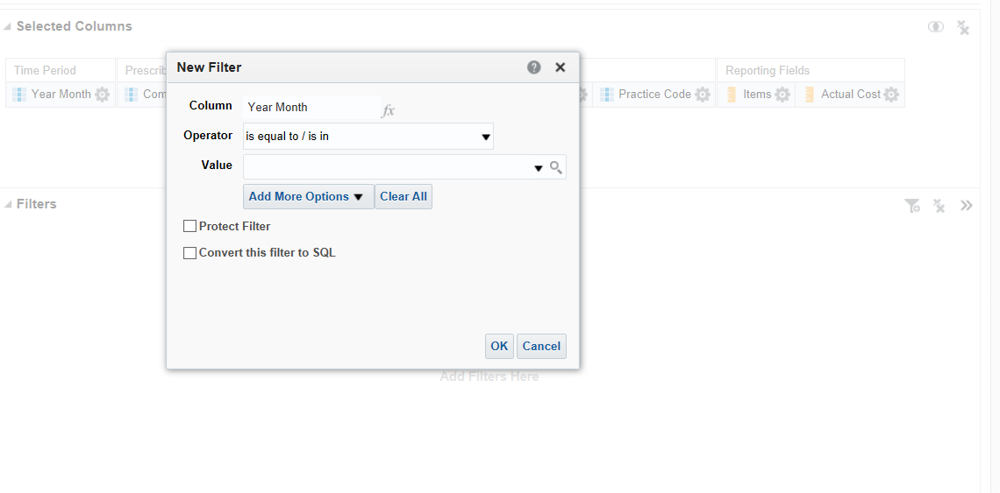 Selected Columns
Time Period
Prescrib
Reporting Fields
Year Month
Com
Practice Code
Items
Actual Cost
New Filter
Column
Year Month
fx
Operator
is equal to / is in
Value
Add More Options
Clear All
Protect Filter
Convert this filter to SQL
OK
Cancel
Filters
Add Filters Here